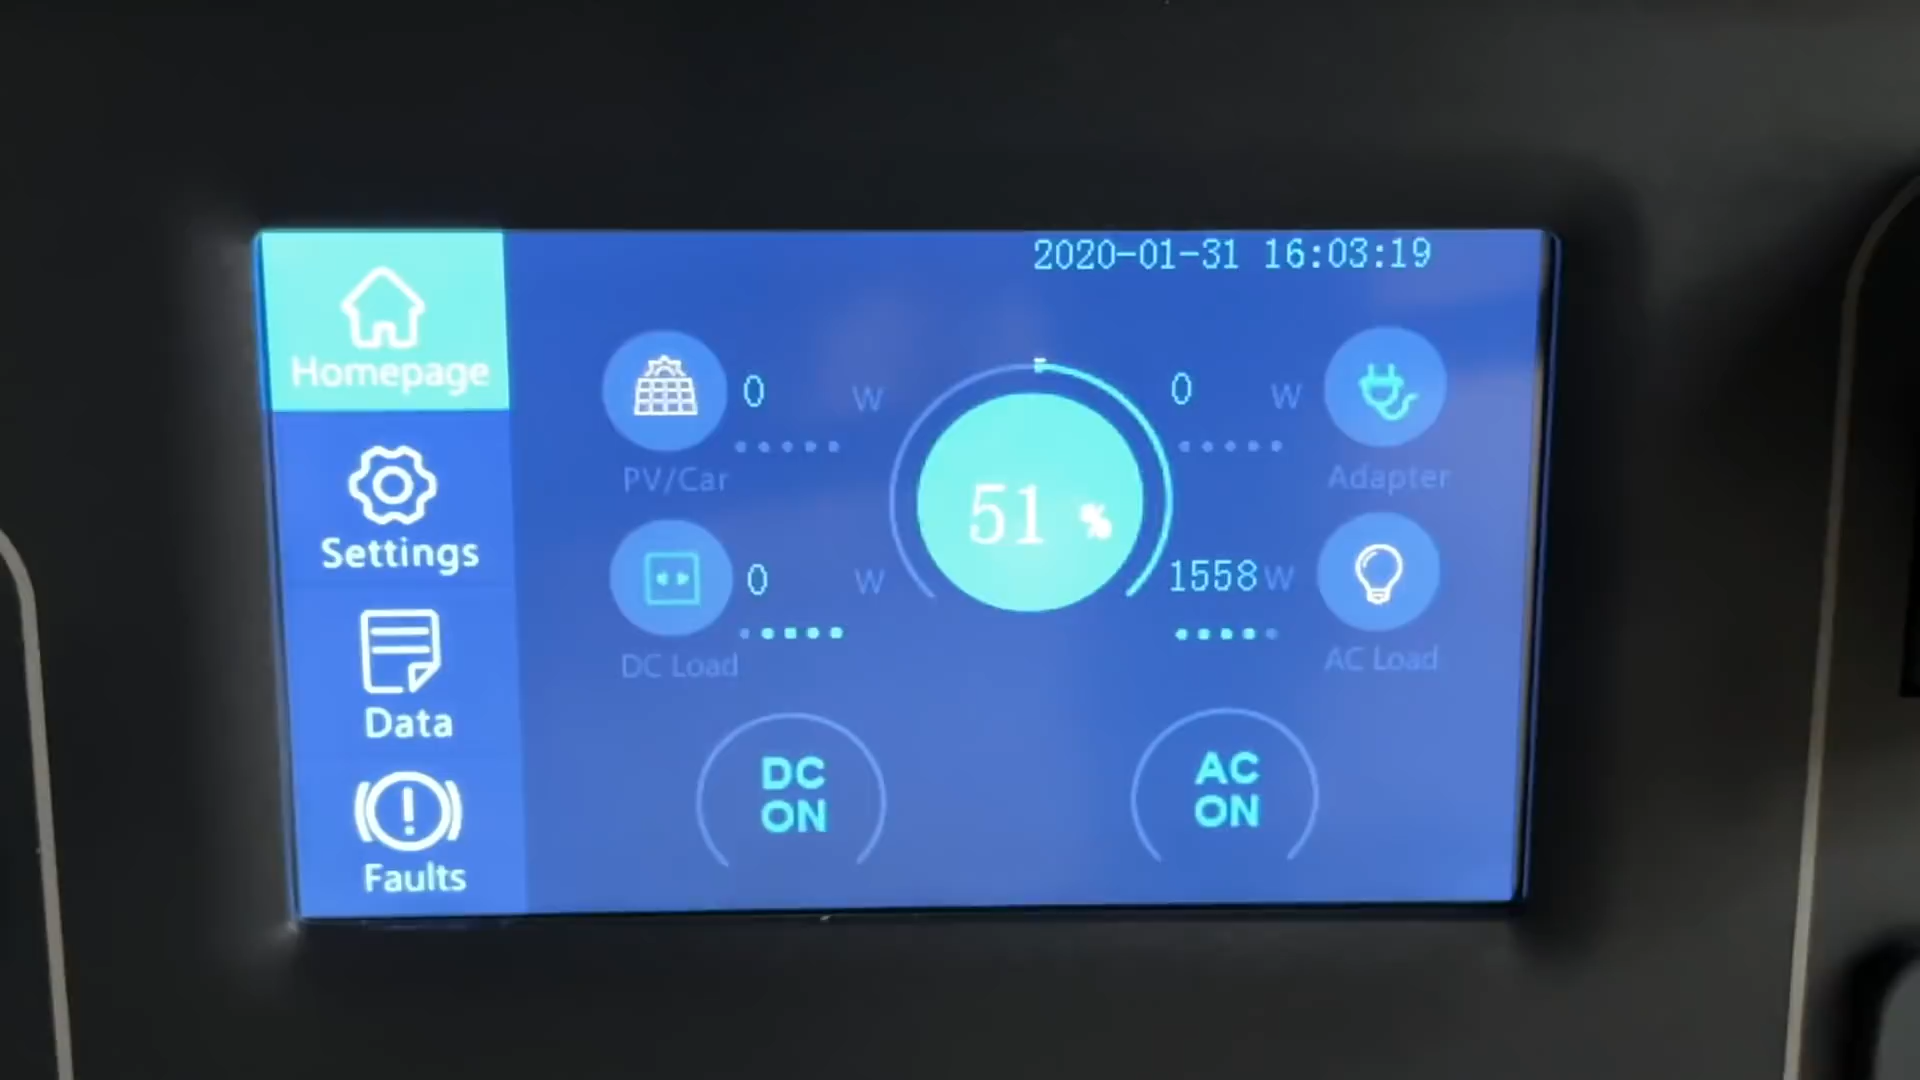 2020-01-31 16:03:19
Homepage
Settings
Data
Faults
0 W
PV/Car
0 W
DC Load
51 %
0 W
Adapter
1558W
AC Load
DC
ON
AC
ON